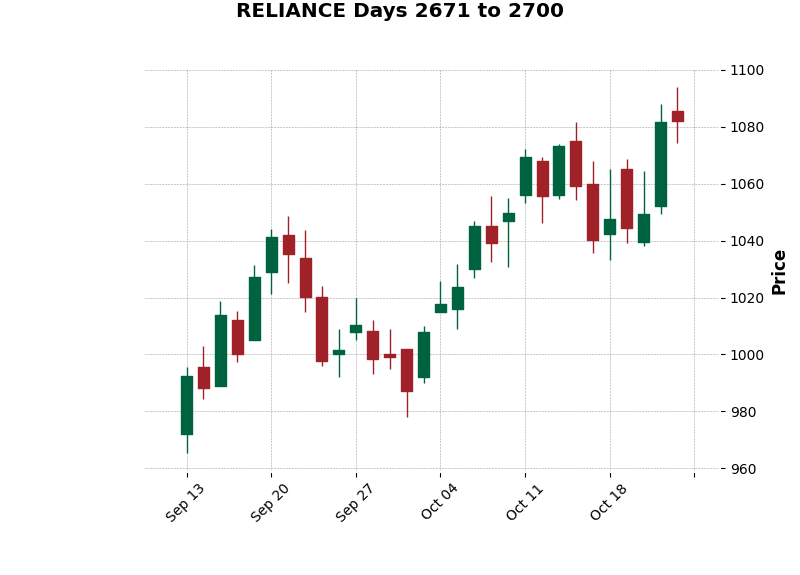 RELIANCE Days 2671 to 2700
1100
1080
1060
1040
1020
1000
980
960
Price
Sep 13
Sep 20
Sep 27
Oct 04
Oct 11
Oct 18